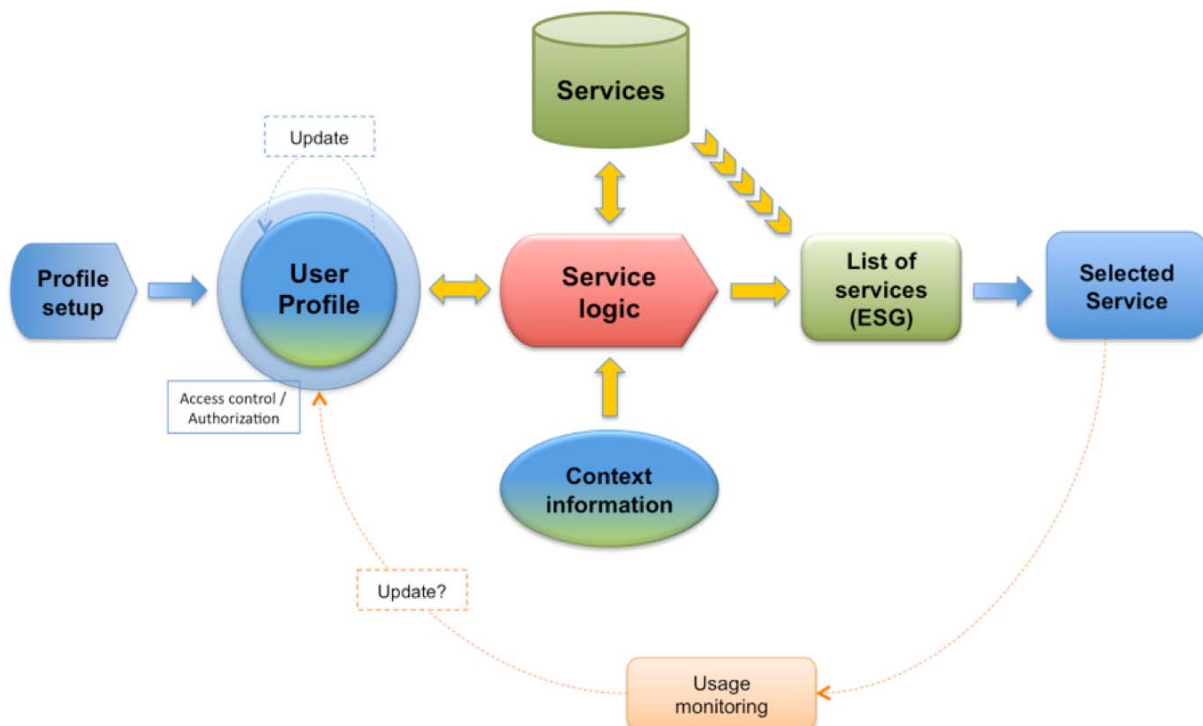 Services
Update
Profile
setup
User
Profile
Service
logic
List of
services
(ESG)
Selected
Service
Access control /
Authorization
Context
information
Update?
Usage
monitoring